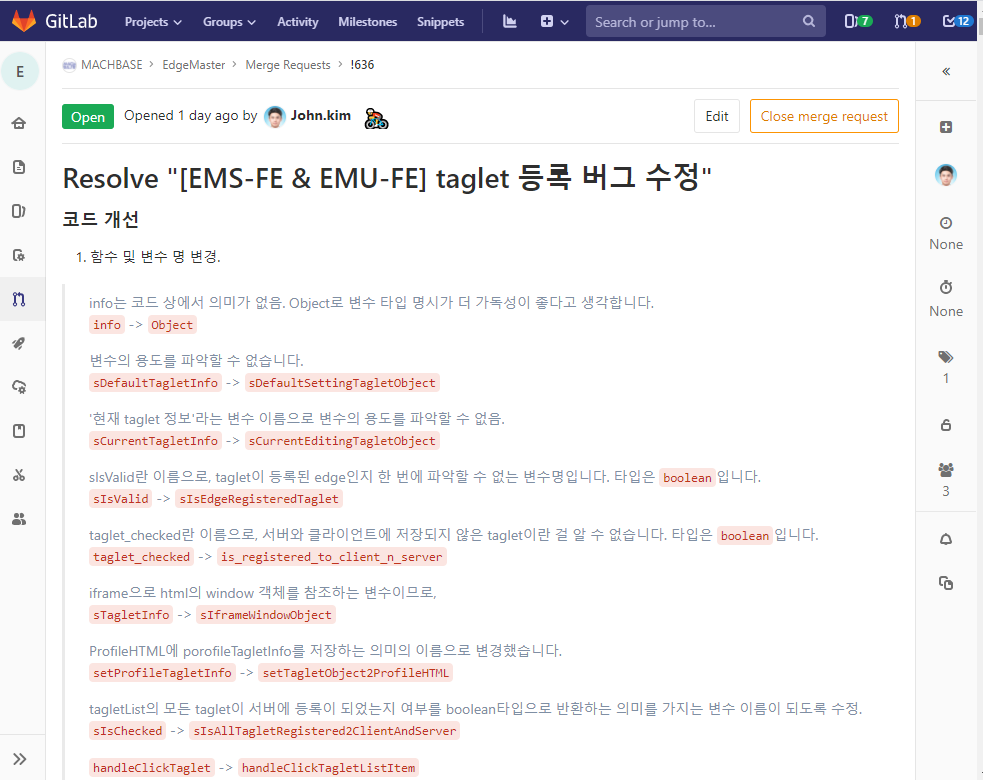 GitLab Projects Groups Activity Milestones Snippets Search or jump to... 7 1 12
E MACHBASE > EdgeMaster > Merge Requests > !636
Open Opened 1 day ago by John.kim Edit Close merge request
Resolve "[EMS-FE & EMU-FE] taglet 등록 버그 수정"
코드 개선
1. 함수 및 변수 명 변경.
info는 코드 상에서 의미가 없음. Object로 변수 타입 명시가 더 가독성이 좋다고 생각합니다.
info -> Object
변수의 용도를 파악할 수 없습니다.
sDefaultTagletInfo -> sDefaultSettingTagletObject
'현재 taglet 정보'라는 변수 이름으로 변수의 용도를 파악할 수 없음.
sCurrentTagletInfo -> sCurrentEditingTagletObject
sIsValid란 이름으로, taglet이 등록된 edge인지 한 번에 파악할 수 없는 변수명입니다. 타입은 boolean 입니다.
sIsValid -> sIsEdgeRegisteredTaglet
taglet_checked란 이름으로, 서버와 클라이언트에 저장되지 않은 taglet이란 걸 알 수 없습니다. 타입은 boolean 입니다.
taglet_checked -> is_registered_to_client_n_server
iframe으로 html의 window 객체를 참조하는 변수이므로,
sTagletInfo -> sIframeWindowObject
ProfileHTML에 porofileTagletInfo를 저장하는 의미의 이름으로 변경했습니다.
setProfileTagletInfo -> setTagletObject2ProfileHTML
tagletList의 모든 taglet이 서버에 등록이 되었는지 여부를 boolean타입으로 반환하는 의미를 가지는 변수 이름이 되도록 수정.
sIsChecked -> sIsAllTagletRegistered2ClientAndServer
handleClickTaglet -> handleClickTagletListItem
None
None
1
3